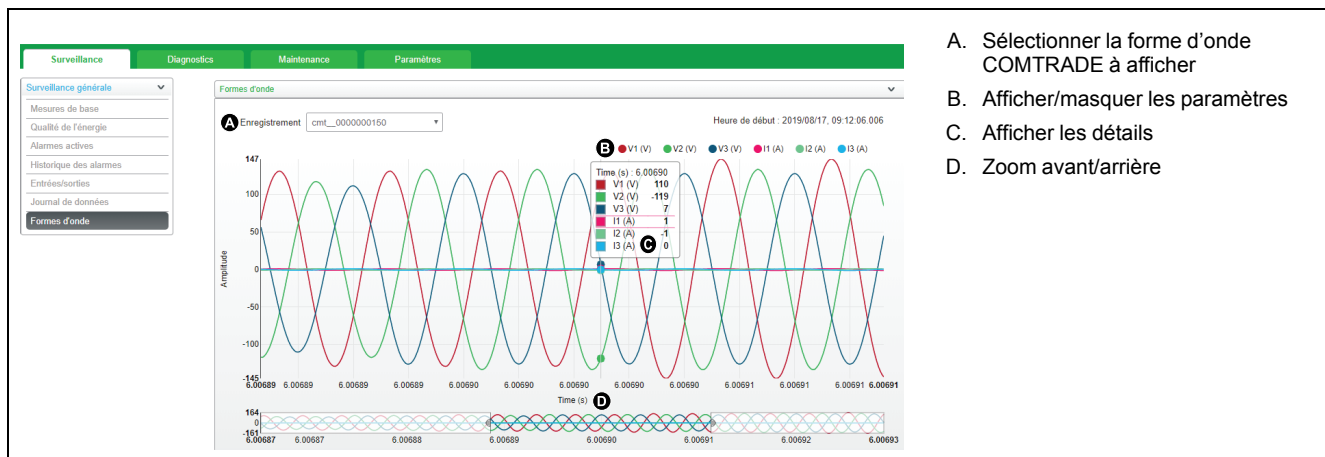 Surveillance Diagnostics Maintenance Paramètres
Surveillance générale
Mesures de base
Qualité de l'énergie
Alarmes actives
Historique des alarmes
Entrées/sorties
Journal de données
Formes d'onde
Formes d'onde
A Enregistrement cmt__0000000150 Heure de début : 2019/08/17, 09:12:06.006
B V1 (V) V2 (V) V3 (V) I1 (A) I2 (A) I3 (A)
Time (s) : 6.00690
V1 (V) 110
V2 (V) -119
V3 (V) 7
I1 (A) 1
I2 (A) -1
I3 (A) 0
C
Amplitude
147
100
50
0
-50
-100
-145
6.00689 6.00689 6.00689 6.00690 6.00690 6.00690 6.00690 6.00690 6.00691 6.00691 6.00691 6.00691
Time (s) D
164
0
-161
6.00687 6.00687 6.00688 6.00689 6.00690 6.00691 6.00692 6.00693
A. Sélectionner la forme d’onde
COMTRADE à afficher
B. Afficher/masquer les paramètres
C. Afficher les détails
D. Zoom avant/arrière